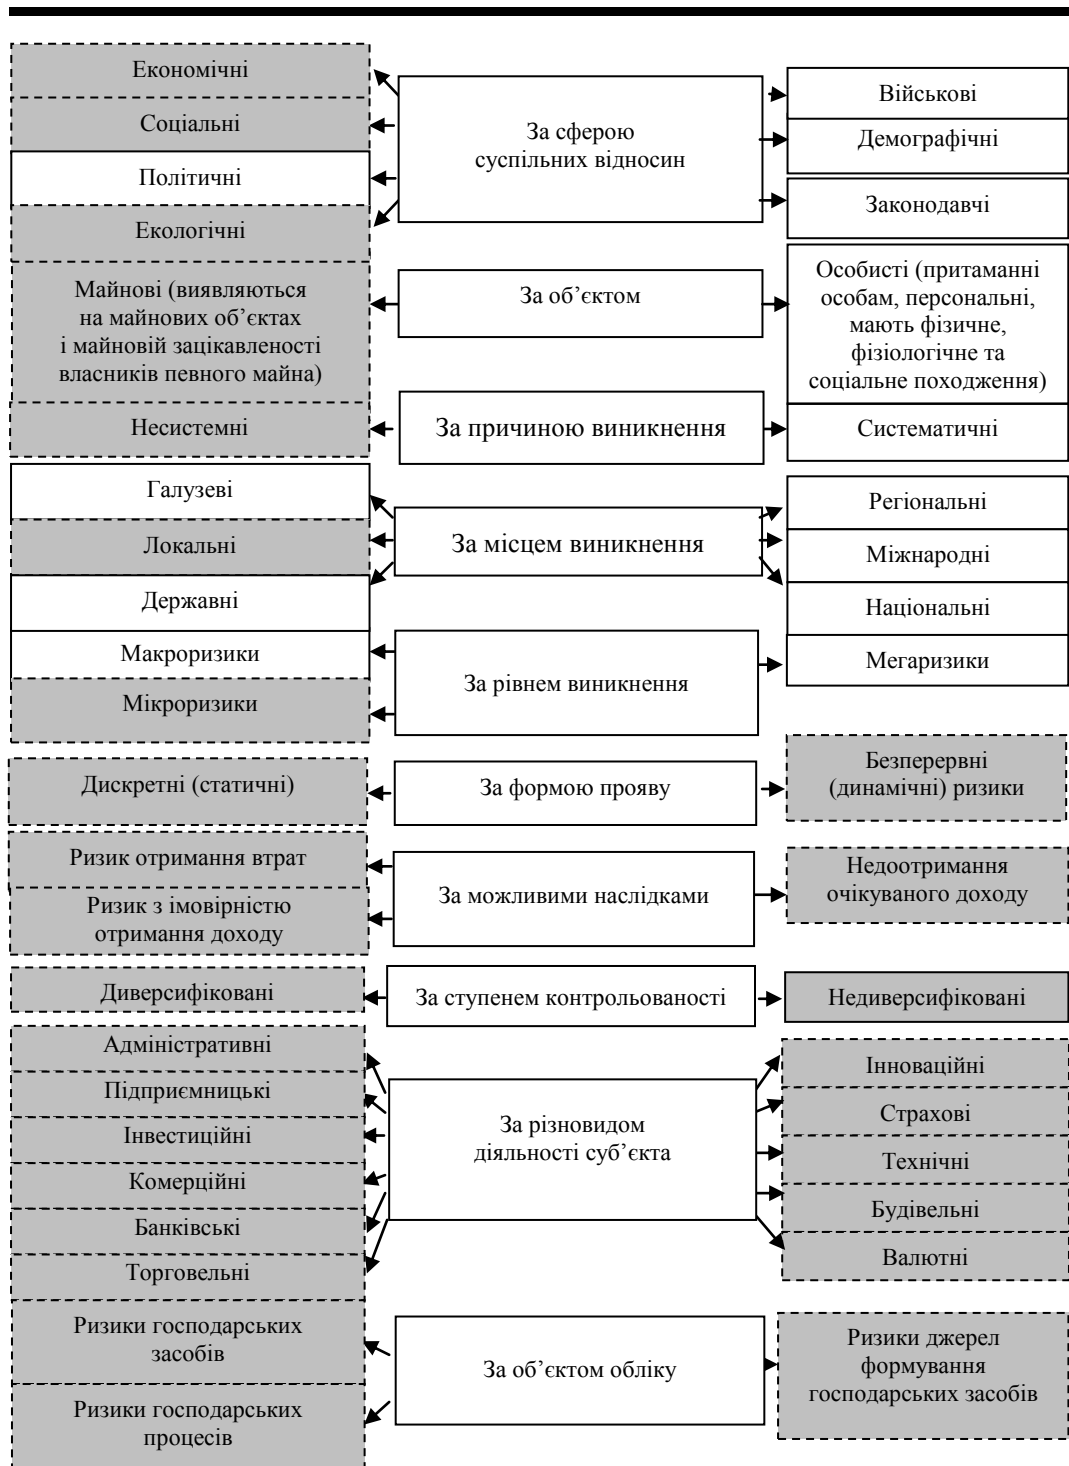 Економічні
Соціальні
Політичні
Екологічні
За сферою
суспільних відносин
Військові
Демографічні
Законодавчі
Майнові (виявляються
на майнових об’єктах
і майновій зацікавленості
власників певного майна)
За об’єктом
Особисті (притаманні
особам, персональні,
мають фізичне,
фізіологічне та
соціальне походження)
Несистемні
За причиною виникнення
Систематичні
Галузеві
Локальні
Державні
За місцем виникнення
Регіональні
Міжнародні
Національні
Макроризики
Мікроризики
За рівнем виникнення
Мегаризики
Дискретні (статичні)
За формою прояву
Безперервні
(динамічні) ризики
Ризик отримання втрат
Ризик з імовірністю
отримання доходу
За можливими наслідками
Недоотримання
очікуваного доходу
Диверсифіковані
За ступенем контрольованості
Недиверсифіковані
Адміністративні
Підприємницькі
Інвестиційні
Комерційні
Банківські
Торговельні
За різновидом
діяльності суб’єкта
Інноваційні
Страхові
Технічні
Будівельні
Валютні
Ризики господарських
засобів
Ризики господарських
процесів
За об’єктом обліку
Ризики джерел
формування
господарських засобів